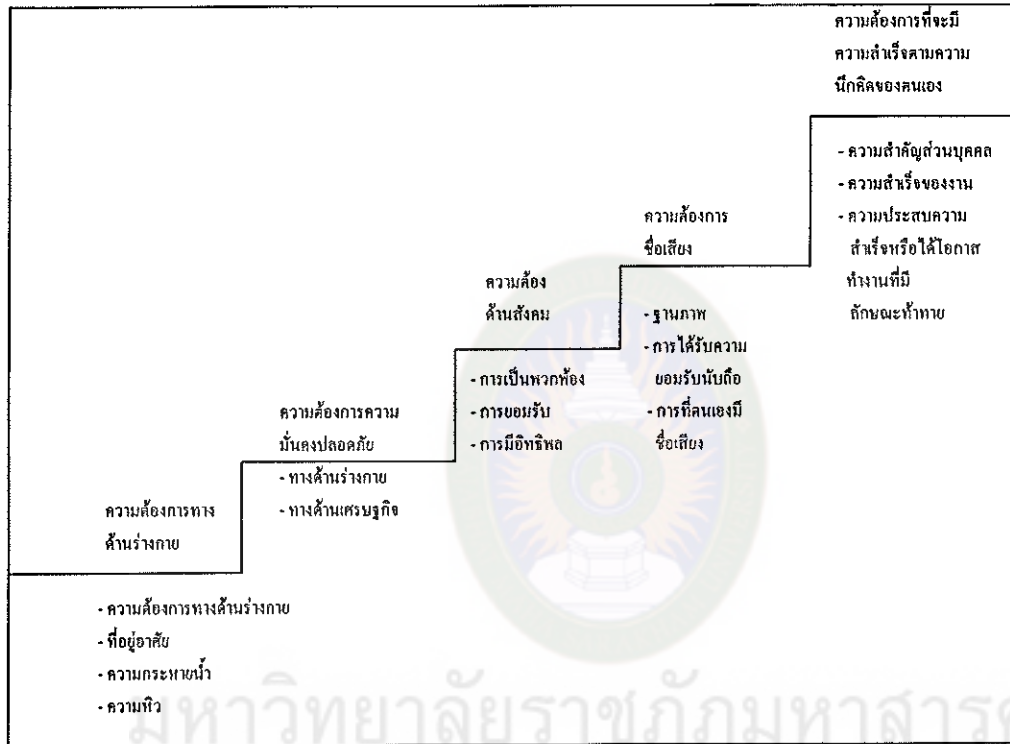 ความต้องการที่จะมี
ความสำเร็จตามความ
นึกคิดของตนเอง
- ความสำคัญส่วนบุคคล
- ความสำเร็จของงาน
- ความประสบความ
สำเร็จหรือได้โอกาส
ทำงานที่มี
ลักษณะท้าทาย
ความต้องการ
ชื่อเสียง
- ฐานภาพ
- การได้รับความ
ยอมรับนับถือ
- การที่ตนเองมี
ชื่อเสียง
ความต้อง
ด้านสังคม
- การเป็นพวกพ้อง
- การยอมรับ
- การมีอิทธิพล
ความต้องการความ
มั่นคงปลอดภัย
- ทางด้านร่างกาย
- ทางด้านเศรษฐกิจ
ความต้องการทาง
ด้านร่างกาย
- ความต้องการทางด้านร่างกาย
- ที่อยู่อาศัย
- ความกระหายน้ำ
- ความหิว
มหาวิทยาลัยราชภัฏมหาสารค